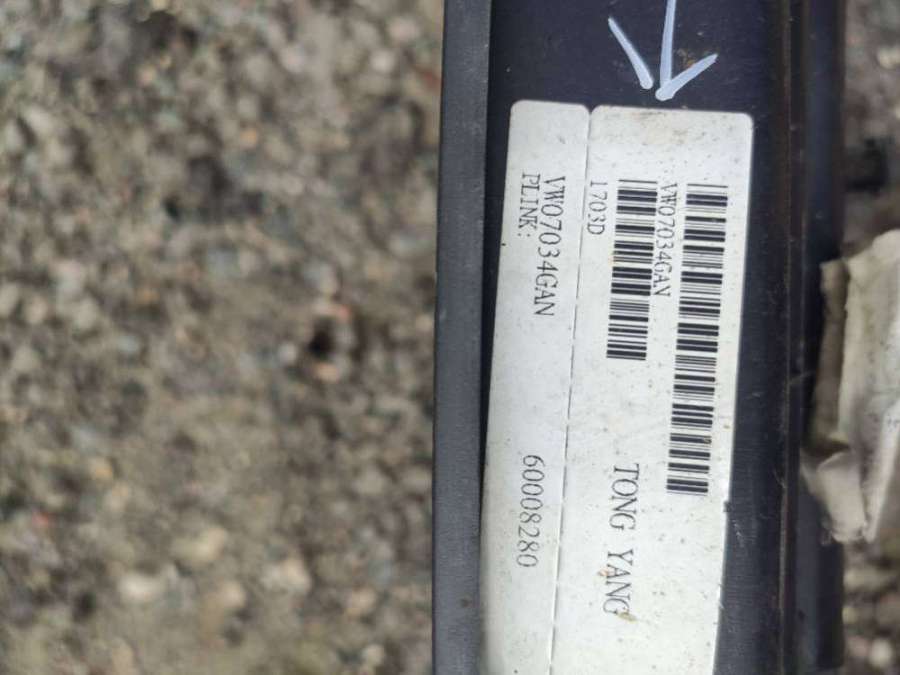 VW07034GAN
1703D
TONG YANG
VW07034GAN
PLINK:
60008280